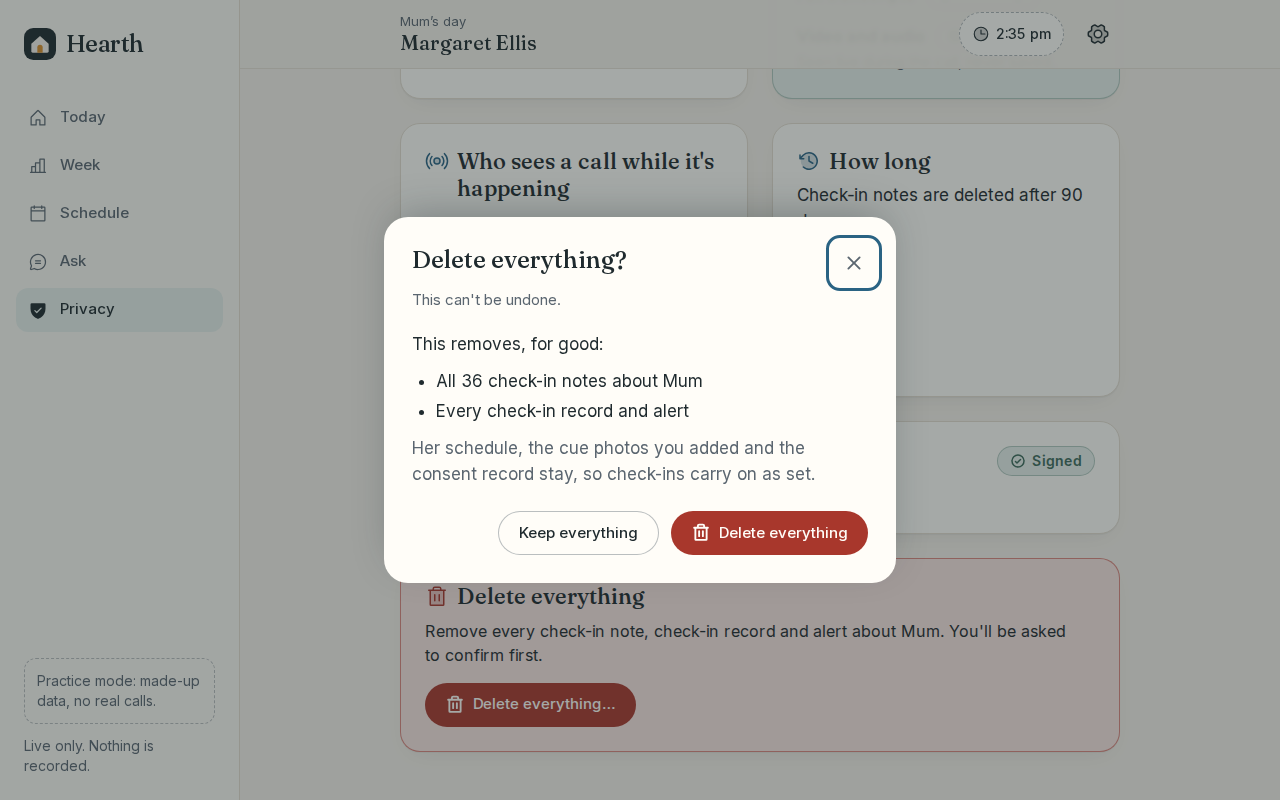 Hearth
Mum's day
Margaret Ellis
2:35 pm
Today
Week
Schedule
Ask
Privacy
Who sees a call while it's
happening
How long
Check-in notes are deleted after 90
Delete everything?
This can't be undone.
This removes, for good:
All 36 check-in notes about Mum
Every check-in record and alert
Her schedule, the cue photos you added and the
consent record stay, so check-ins carry on as set.
Keep everything
Delete everything
Signed
Delete everything
Remove every check-in note, check-in record and alert about Mum. You'll be asked
to confirm first.
Delete everything...
Practice mode: made-up
data, no real calls.
Live only. Nothing is
recorded.